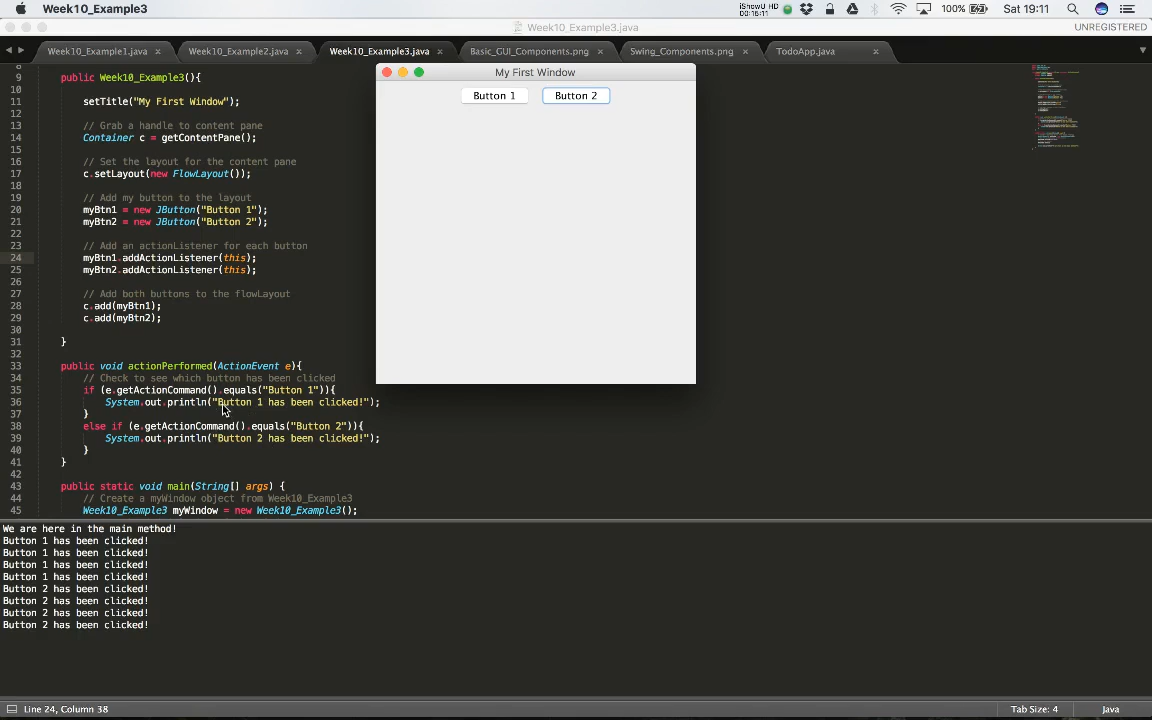 Week10_Example3
iShowU HD
00:16:11
100%
Sat 19:11
Week10_Example3.java
UNREGISTERED
Week10_Example1.java
Week10_Example2.java
Week10_Example3.java
Basic_GUI_Components.png
Swing_Components.png
TodoApp.java
My First Window
Button 1
Button 2
8
9 public Week10_Example3(){
10
11 setTitle("My First Window");
12
13 // Grab a handle to content pane
14 Container c = getContentPane();
15
16 // Set the layout for the content pane
17 c.setLayout(new FlowLayout());
18
19 // Add my button to the layout
20 myBtn1 = new JButton("Button 1");
21 myBtn2 = new JButton("Button 2");
22
23 // Add an actionListener for each button
24 myBtn1.addActionListener(this);
25 myBtn2.addActionListener(this);
26
27 // Add both buttons to the flowLayout
28 c.add(myBtn1);
29 c.add(myBtn2);
30
31 }
32
33 public void actionPerformed(ActionEvent e){
34 // Check to see which button has been clicked
35 if (e.getActionCommand().equals("Button 1")){
36 System.out.println("Button 1 has been clicked!");
37 }
38 else if (e.getActionCommand().equals("Button 2")){
39 System.out.println("Button 2 has been clicked!");
40 }
41 }
42
43 public static void main(String[] args) {
44 // Create a myWindow object from Week10_Example3
45 Week10_Example3 myWindow = new Week10_Example3();
We are here in the main method!
Button 1 has been clicked!
Button 1 has been clicked!
Button 1 has been clicked!
Button 1 has been clicked!
Button 2 has been clicked!
Button 2 has been clicked!
Button 2 has been clicked!
Button 2 has been clicked!
Line 24, Column 38
Tab Size: 4
Java